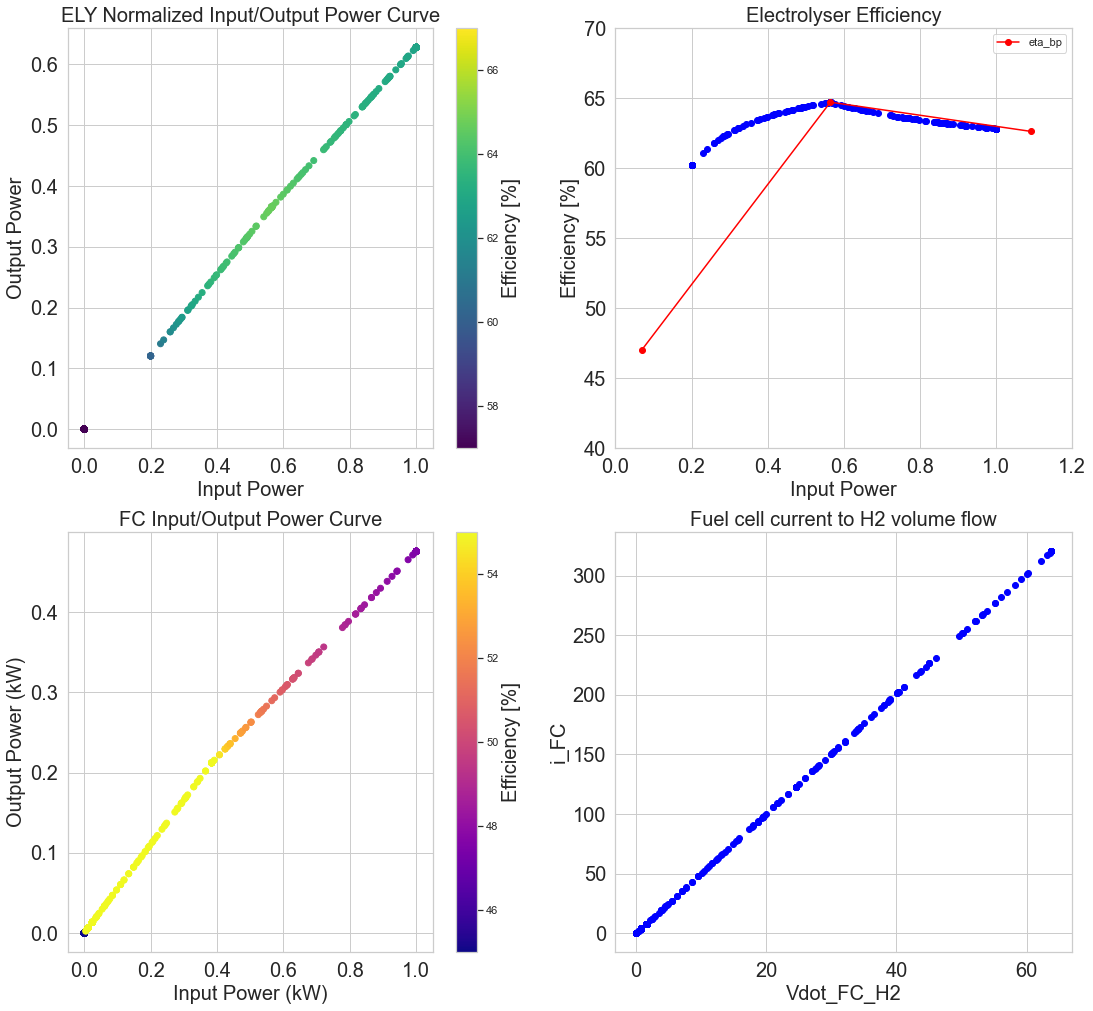 ELY Normalized Input/Output Power Curve
Output Power
0.6
0.5
0.4
0.3
0.2
0.1
0.0
0.0 0.2 0.4 0.6 0.8 1.0
Input Power
66
64
62
60
58
Efficiency [%]
Electrolyser Efficiency
eta_bp
Efficiency [%]
70
65
60
55
50
45
40
0.0 0.2 0.4 0.6 0.8 1.0 1.2
Input Power
FC Input/Output Power Curve
Output Power (kW)
0.4
0.3
0.2
0.1
0.0
0.0 0.2 0.4 0.6 0.8 1.0
Input Power (kW)
54
52
50
48
46
Efficiency [%]
Fuel cell current to H2 volume flow
i_FC
300
250
200
150
100
50
0
0 20 40 60
Vdot_FC_H2